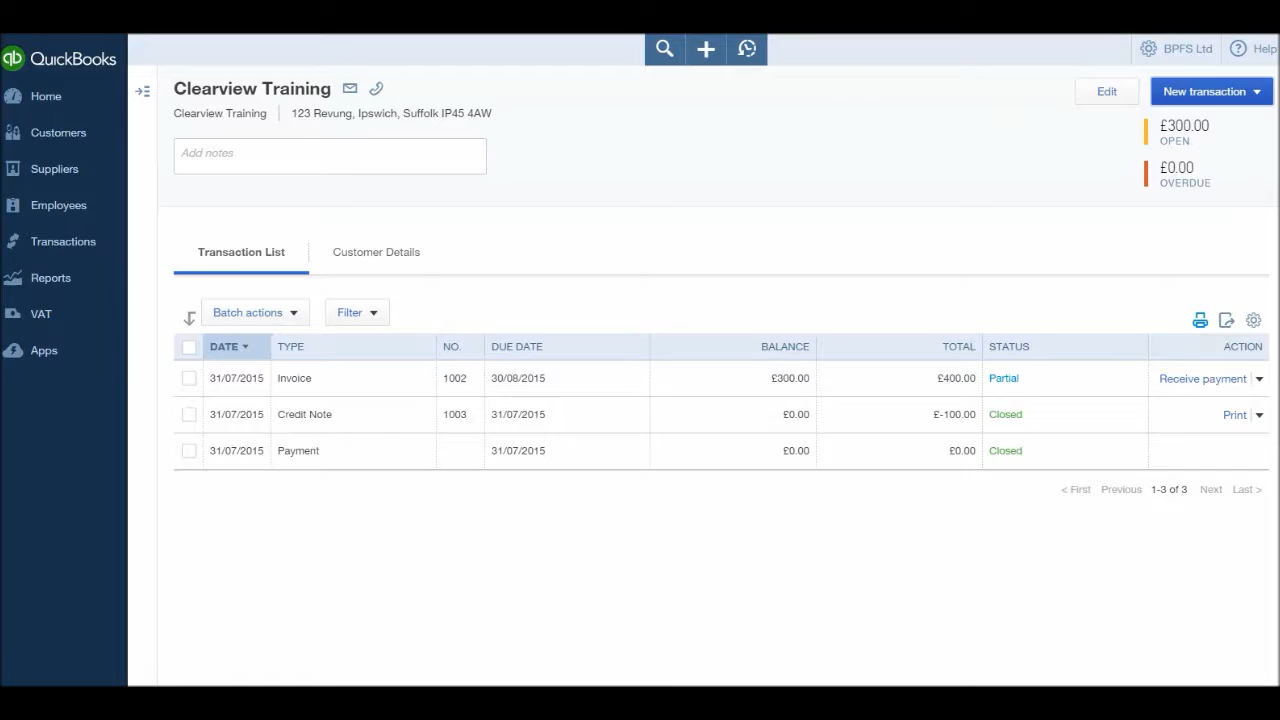 qb QuickBooks
BPFS Ltd
Help
Home
Customers
Suppliers
Employees
Transactions
Reports
VAT
Apps
Clearview Training
Edit
New transaction
Clearview Training 123 Revung, Ipswich, Suffolk IP45 4AW
Add notes
£300.00
OPEN
£0.00
OVERDUE
Transaction List Customer Details
Batch actions Filter
DATE TYPE NO. DUE DATE BALANCE TOTAL STATUS ACTION
31/07/2015 Invoice 1002 30/08/2015 £300.00 £400.00 Partial Receive payment
31/07/2015 Credit Note 1003 31/07/2015 £0.00 £-100.00 Closed Print
31/07/2015 Payment 31/07/2015 £0.00 £0.00 Closed
< First Previous 1-3 of 3 Next Last >